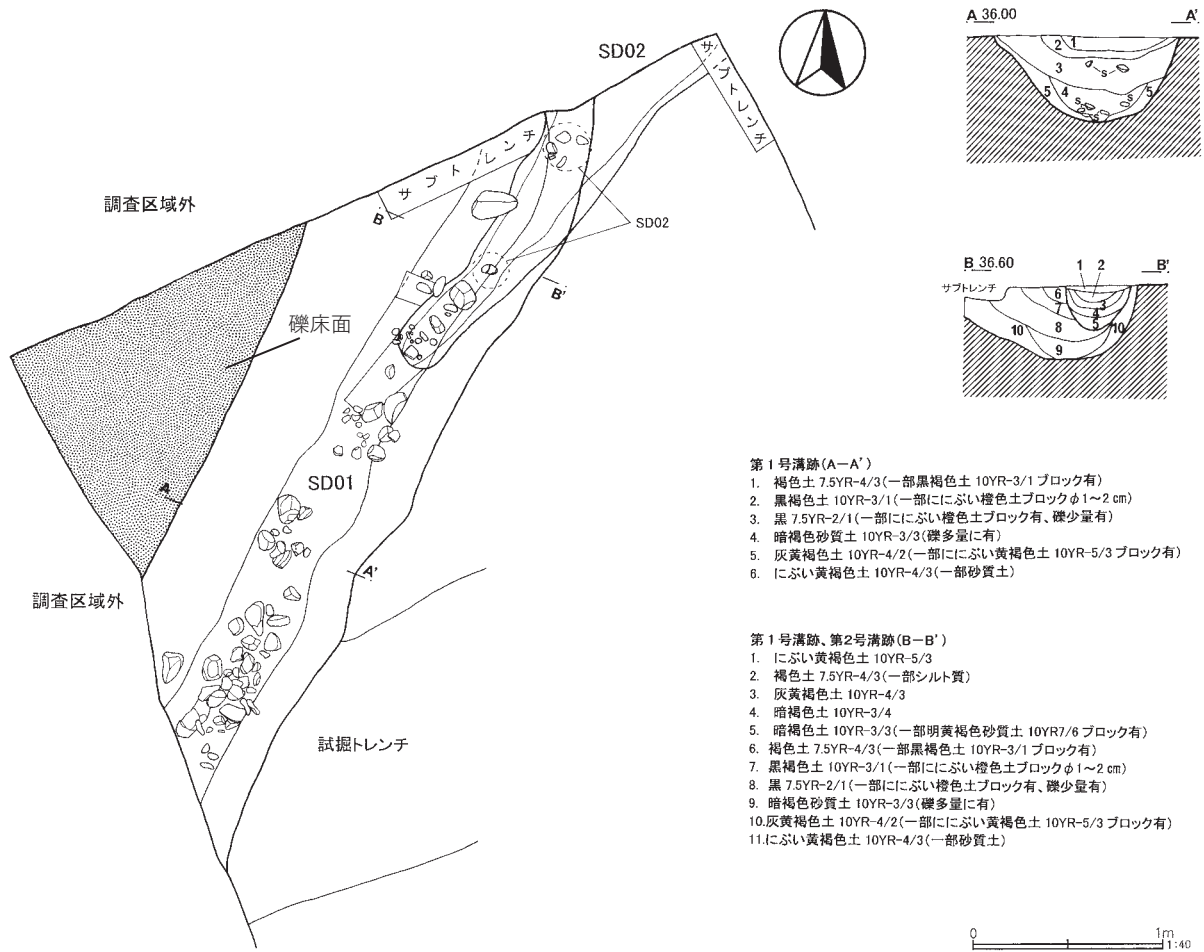 SD02
サブトレンチ
サブトレンチ
調査区域外
B
SD02
B'
礫床面
A
SD01
A'
調査区域外
試掘トレンチ
A 36.00 A'
2 1
3 s
5 4 s 5
s
s
B 36.60 B'
1 2
サブトレンチ
6
3
7 4
10 8 5 10
9
第1号溝跡(A−A')
1. 褐色土 7.5YR-4/3(一部黒褐色土 10YR-3/1 ブロック有)
2. 黒褐色土 10YR-3/1(一部ににぶい橙色土ブロックφ1〜2㎝)
3. 黒 7.5YR-2/1(一部ににぶい橙色土ブロック有、礫少量有)
4. 暗褐色砂質土 10YR-3/3(礫多量に有)
5. 灰黄褐色土 10YR-4/2(一部ににぶい黄褐色土 10YR-5/3 ブロック有)
6. にぶい黄褐色土 10YR-4/3(一部砂質土)
第1号溝跡、第2号溝跡(B−B')
1. にぶい黄褐色土 10YR-5/3
2. 褐色土 7.5YR-4/3(一部シルト質)
3. 灰黄褐色土 10YR-4/3
4. 暗褐色土 10YR-3/4
5. 暗褐色土 10YR-3/3(一部明黄褐色砂質土 10YR7/6 ブロック有)
6. 褐色土 7.5YR-4/3(一部黒褐色土 10YR-3/1 ブロック有)
7. 黒褐色土 10YR-3/1(一部ににぶい橙色土ブロックφ1〜2㎝)
8. 黒 7.5YR-2/1(一部ににぶい橙色土ブロック有、礫少量有)
9. 暗褐色砂質土 10YR-3/3(礫多量に有)
10.灰黄褐色土 10YR-4/2(一部ににぶい黄褐色土 10YR-5/3 ブロック有)
11.にぶい黄褐色土 10YR-4/3(一部砂質土)
0 1m
1:40